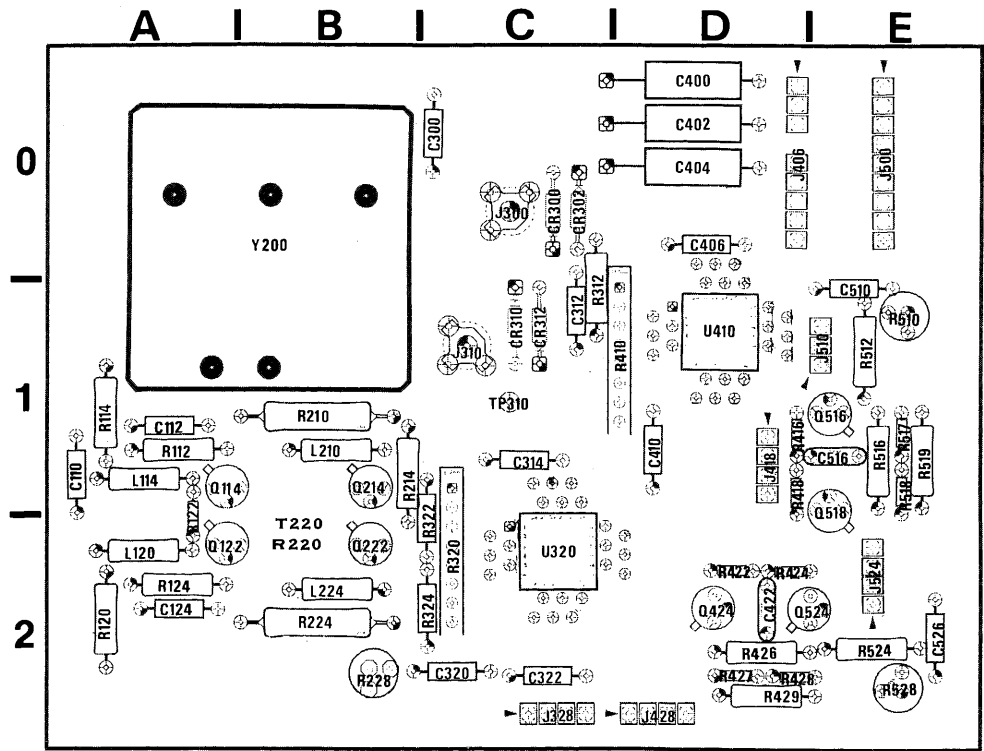 A I B I C I D I E
C400
C300
C402
0
J406
J500
C404
CR300
CR302
J300
Y200
C406
R312
C510
C312
CR310
CR312
R510
U410
R410
J310
J510
R512
1
TP310
R114
R210
Q516
C112
R416
R517
R112
L210
C410
C516
R516
R519
C110
R214
C314
J418
L114
Q114
Q214
R418
R518
R122
R322
Q518
T220
R220
Q122
Q222
R320
U320
L120
J524
R422
R424
R124
L224
R120
C124
R324
Q424
C422
Q524
R224
2
C526
R426
R524
R228
C320
C322
R427
R428
R528
R429
J328
J428